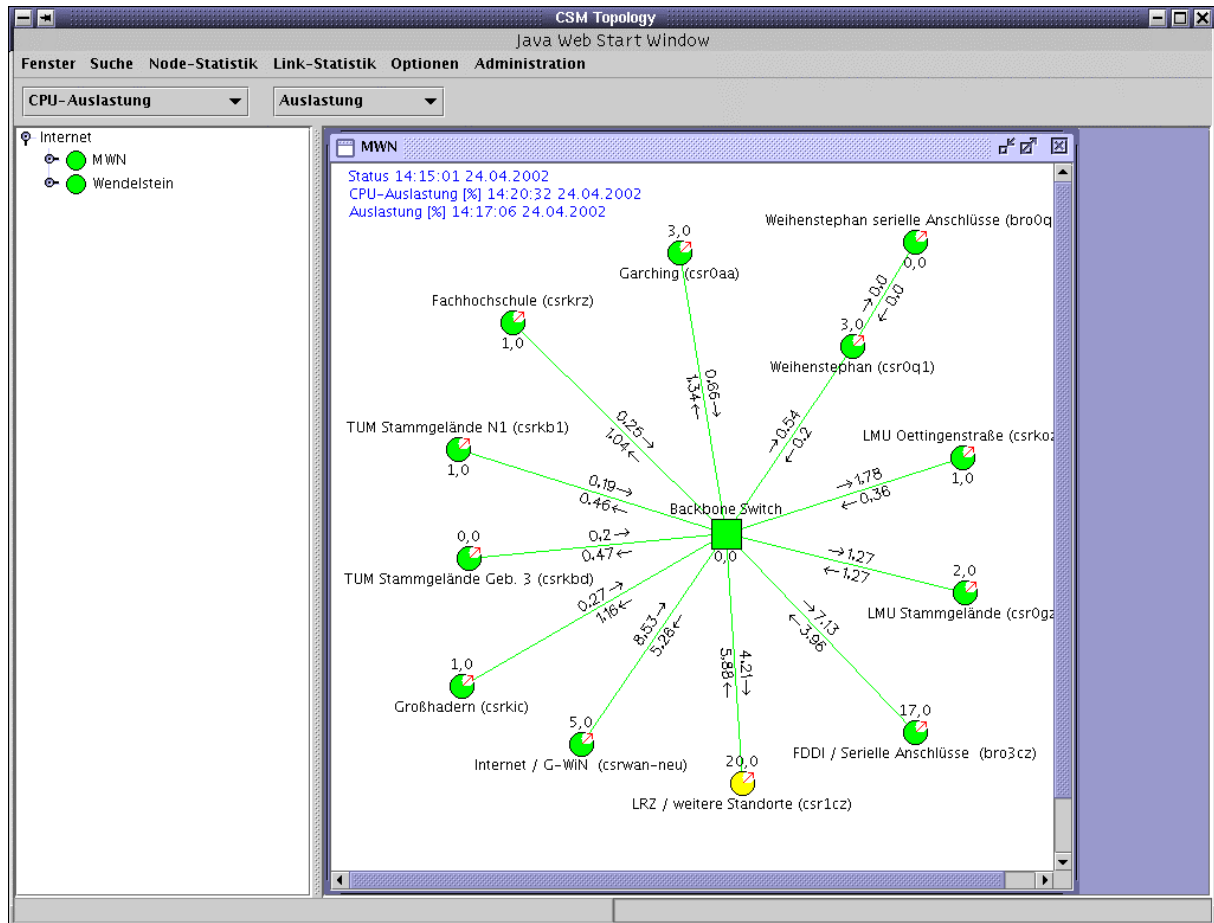 CSM Topology
Java Web Start Window
Fenster Suche Node-Statistik Link-Statistik Optionen Administration
CPU-Auslastung Auslastung
Internet
MWN
Wendelstein
MWN
Status 14:15:01 24.04.2002
CPU-Auslastung [%] 14:20:32 24.04.2002
Auslastung [%] 14:17:06 24.04.2002
Weihenstephan serielle Anschlüsse (bro0q
0,0
3,0
Garching (csr0aa)
→0.0
←0.0
Fachhochschule (csrkrz)
1,0
3,0
Weihenstephan (csr0q1)
0.66→
1.34←
0.25→
1.04←
→0.54
←0.2
TUM Stammgelände N1 (csrkb1)
1,0
LMU Oettingenstraße (csrkoz
1,0
0.19→
0.46←
→1.78
←0.36
Backbone Switch
0,0
0,0
TUM Stammgelände Geb. 3 (csrkbd)
0.2→
0.47←
→1.27
←1.27
2,0
LMU Stammgelände (csr0gz
0.27→
1.16←
8.53→
5.28←
4.21→
5.88←
→7.13
←3.96
1,0
Großhadern (csrkic)
5,0
Internet / G-WiN (csrwan-neu)
20,0
LRZ / weitere Standorte (csr1cz)
17,0
FDDI / Serielle Anschlüsse (bro3cz)